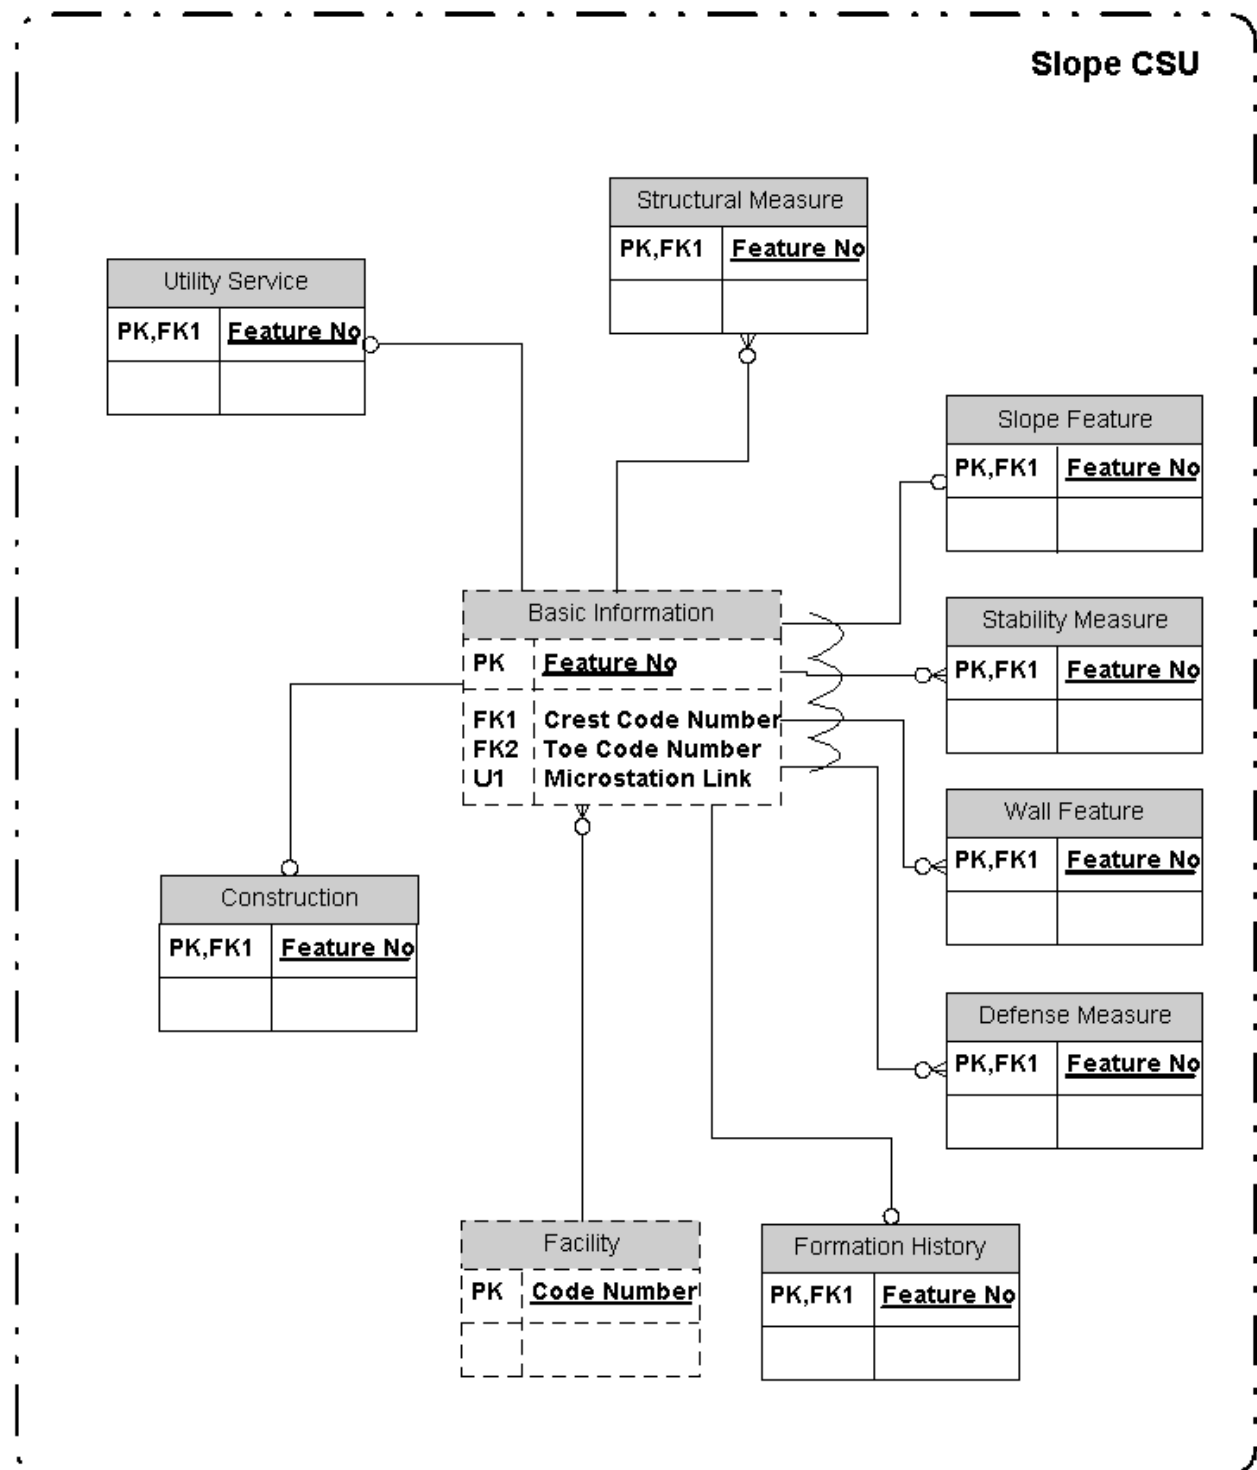 Slope CSU
Structural Measure
PK,FK1 Feature No
Utility Service
PK,FK1 Feature No
Slope Feature
PK,FK1 Feature No
Basic Information
PK Feature No
FK1 Crest Code Number
FK2 Toe Code Number
U1 Microstation Link
Stability Measure
PK,FK1 Feature No
Wall Feature
PK,FK1 Feature No
Construction
PK,FK1 Feature No
Defense Measure
PK,FK1 Feature No
Facility
PK Code Number
Formation History
PK,FK1 Feature No